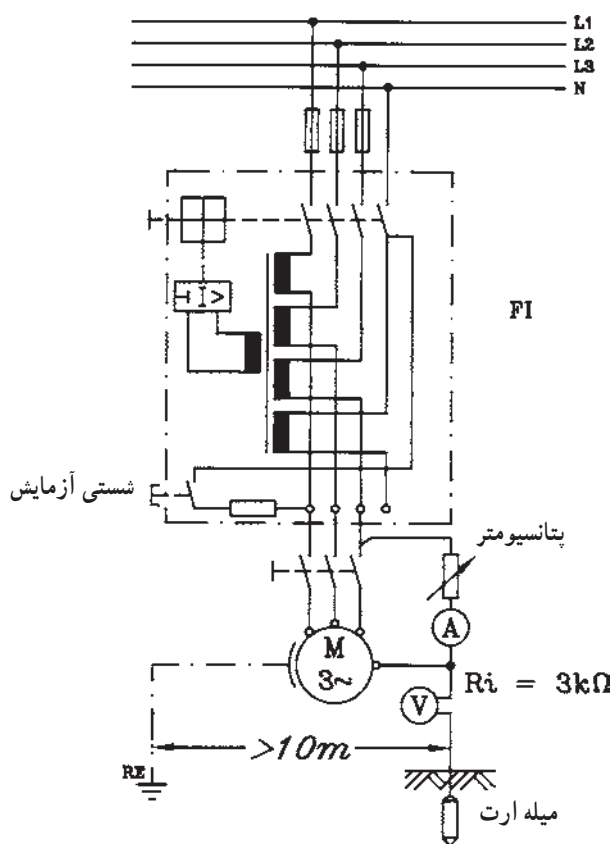 L1
L2
L3
N
FI
شستی آزمایش
پتانسیومتر
A
M
3~
Ri = 3kΩ
V
>10m
RE
میله ارت